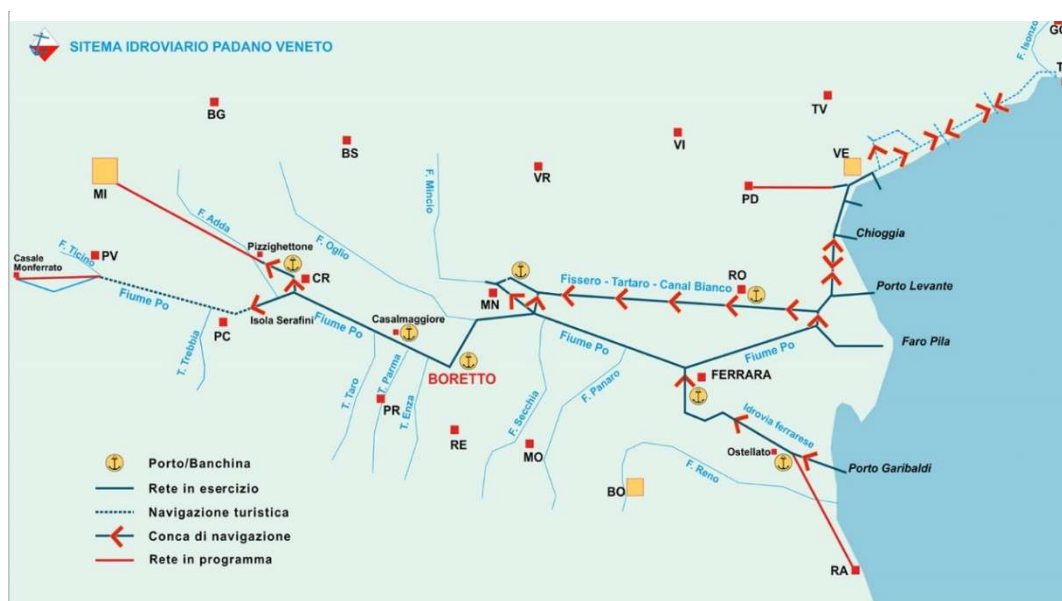 SITEMA IDROVIARIO PADANO VENETO
F. Isonzo
TV
BG
BS
VI
VR
VE
MI
F. Mincio
PD
F. Adda
F. Oglio
Chioggia
Pizzighettone
PV
F. Ticino
Casale
Monferrato
CR
Fissero - Tartaro - Canal Bianco
RO
MN
Porto Levante
Fiume Po
Isola Serafini
Fiume Po
Casalmaggiore
PC
Fiume Po
Fiume Po
Faro Pila
T. Trebbia
BORETTO
FERRARA
T. Taro
T. Parma
T. Enza
F. Secchia
F. Panaro
PR
RE
MO
Idrovia ferrarese
Ostellato
Porto Garibaldi
F. Reno
BO
RA
Porto/Banchina
Rete in esercizio
Navigazione turistica
Conca di navigazione
Rete in programma